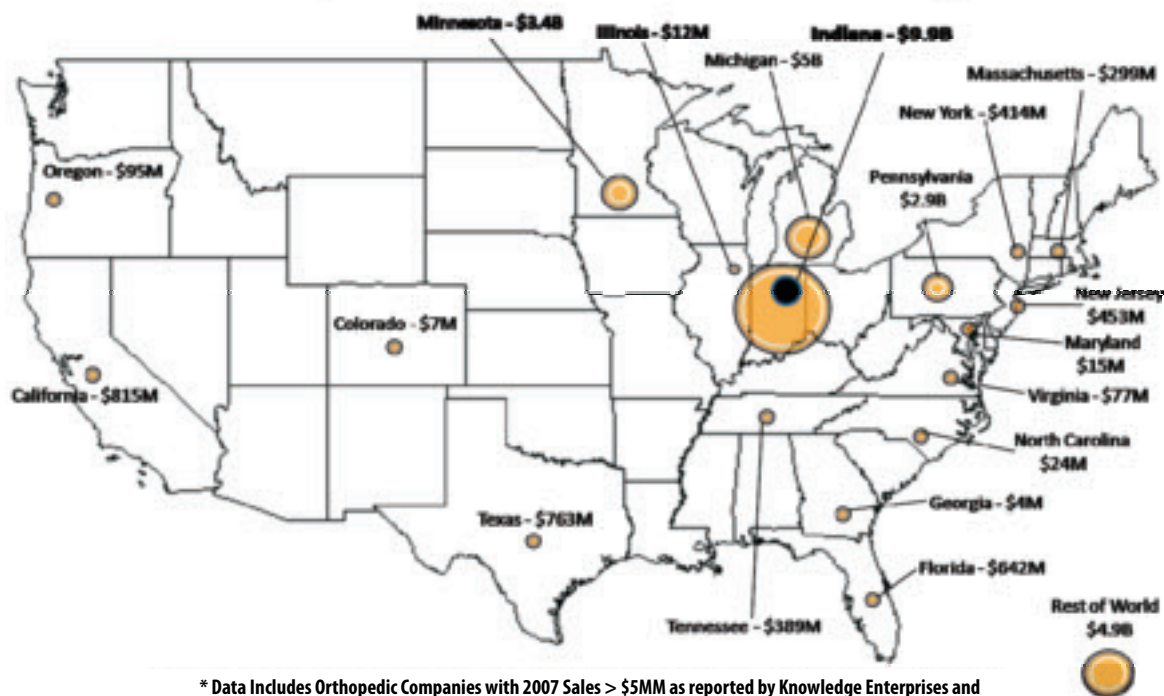 Minnesota - $3.4B
Illinois - $12M
Indiana - $9.9B
Michigan - $5B
Massachusetts - $299M
New York - $414M
Oregon - $95M
Pennsylvania
$2.9B
New Jersey
$453M
Colorado - $7M
Maryland
$15M
California - $815M
Virginia - $77M
North Carolina
$24M
Georgia - $4M
Texas - $763M
Florida - $642M
Rest of World
$4.9B
Tennessee - $389M
* Data Includes Orthopedic Companies with 2007 Sales > $5MM as reported by Knowledge Enterprises and